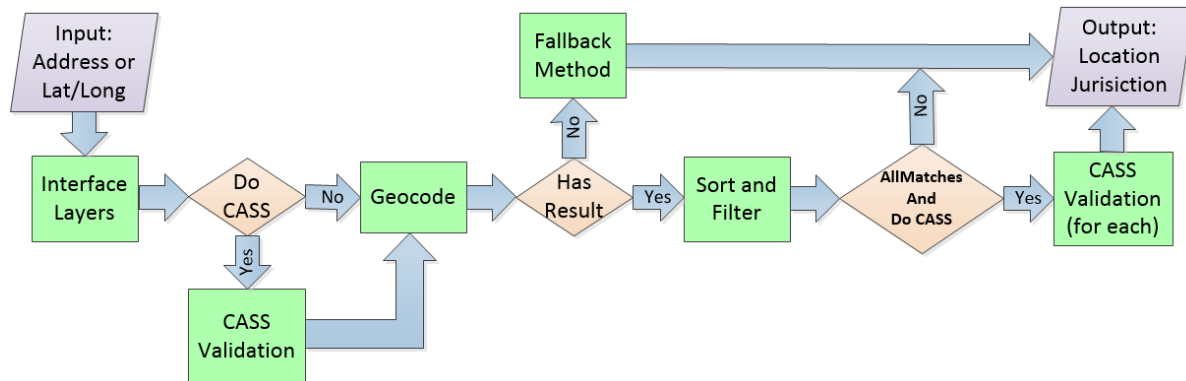 Input:
Address or
Lat/Long
Interface
Layers
Do
CASS
No
Yes
CASS
Validation
Geocode
Has
Result
No
Fallback
Method
Yes
Sort and
Filter
AllMatches
And
Do CASS
No
Yes
CASS
Validation
(for each)
Output:
Location
Jurisiction